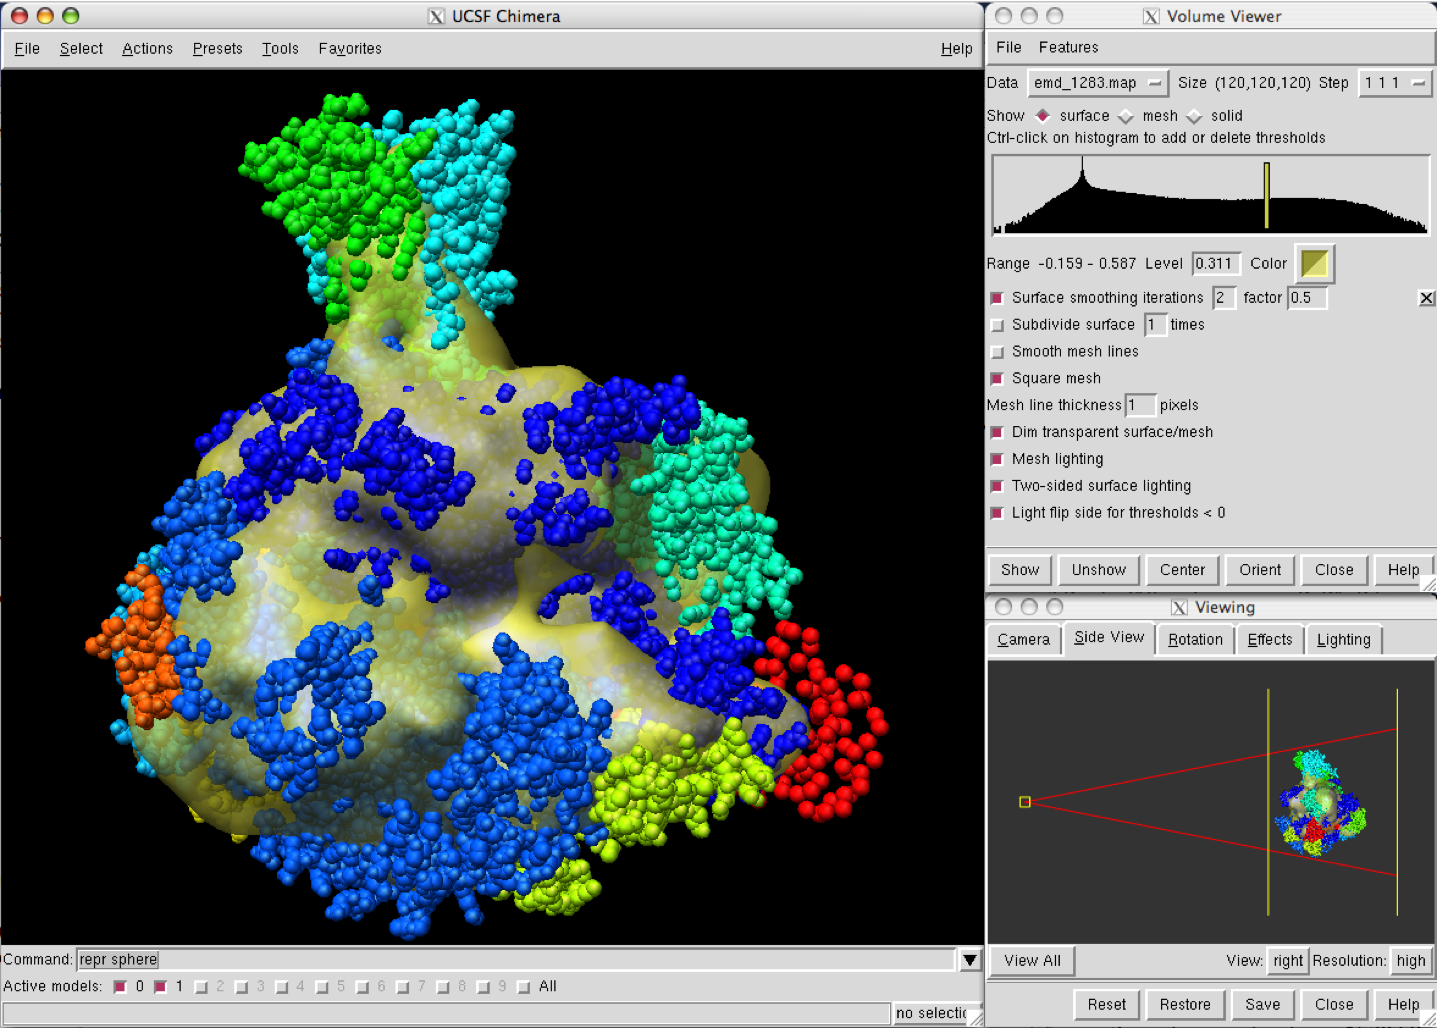 UCSF Chimera
File Select Actions Presets Tools Favorites Help
Command: repr sphere
Active models: 0 1 2 3 4 5 6 7 8 9 All
no selectic
Volume Viewer
File Features
Data emd_1283.map Size (120,120,120) Step 1 1 1
Show surface mesh solid
Ctrl-click on histogram to add or delete thresholds
Range -0.159 - 0.587 Level 0.311 Color
Surface smoothing iterations 2 factor 0.5
Subdivide surface 1 times
Smooth mesh lines
Square mesh
Mesh line thickness 1 pixels
Dim transparent surface/mesh
Mesh lighting
Two-sided surface lighting
Light flip side for thresholds < 0
Show Unshow Center Orient Close Help
Viewing
Camera Side View Rotation Effects Lighting
View All View: right Resolution: high
Reset Restore Save Close Help